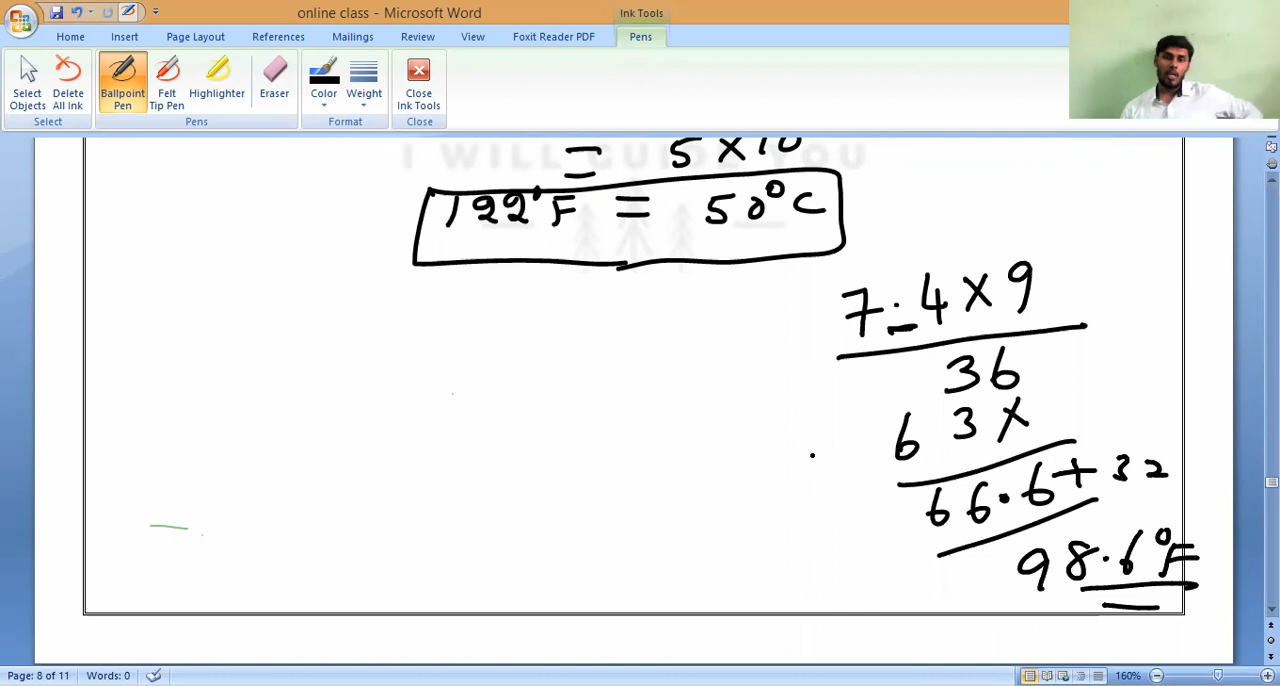 online class - Microsoft Word
Ink Tools
Home Insert Page Layout References Mailings Review View Foxit Reader PDF Pens
Select Objects
Delete All Ink
Ballpoint Pen
Felt Tip Pen
Highlighter
Eraser
Color
Weight
Close Ink Tools
Select Pens Format Close
I WILL GUIDE YOU
= 5 × 10
122°F = 50°C
7.4 × 9
36
63×
66.6 + 32
98.6°F
Page: 8 of 11 Words: 0 160%